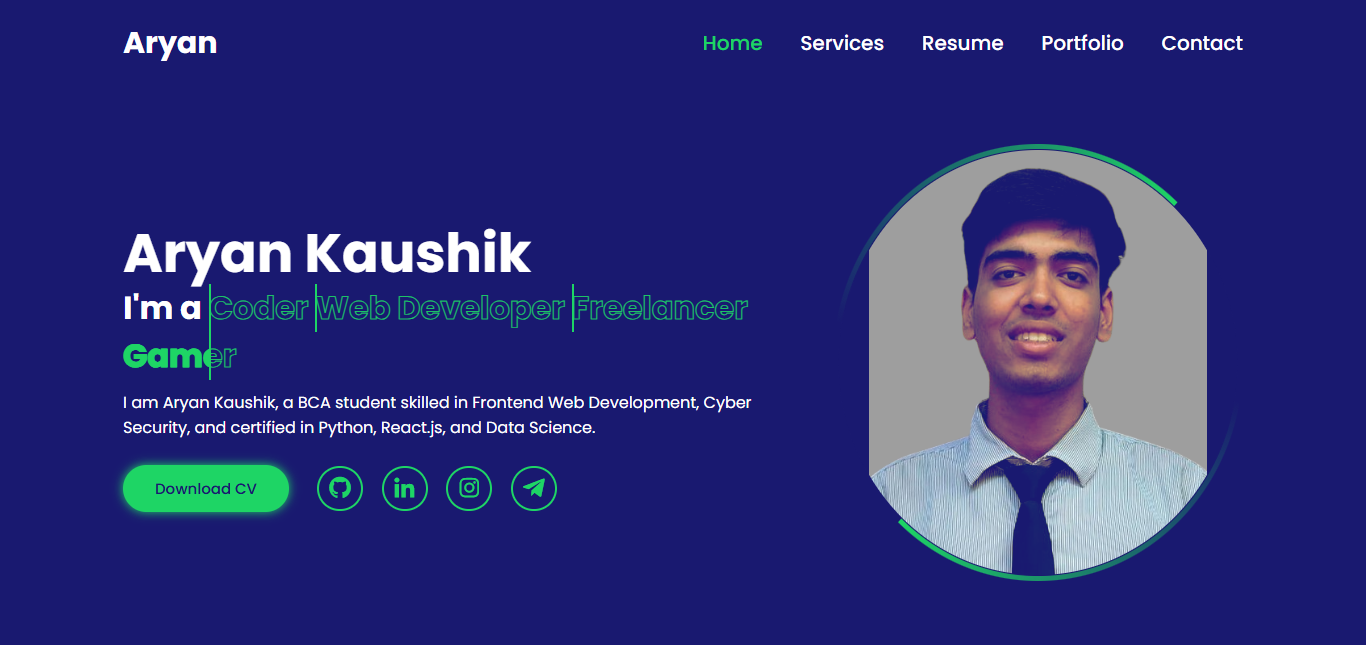 Aryan
Home Services Resume Portfolio Contact
Aryan Kaushik
I'm a Coder Web Developer Freelancer
Gamer
I am Aryan Kaushik, a BCA student skilled in Frontend Web Development, Cyber
Security, and certified in Python, React.js, and Data Science.
Download CV
in